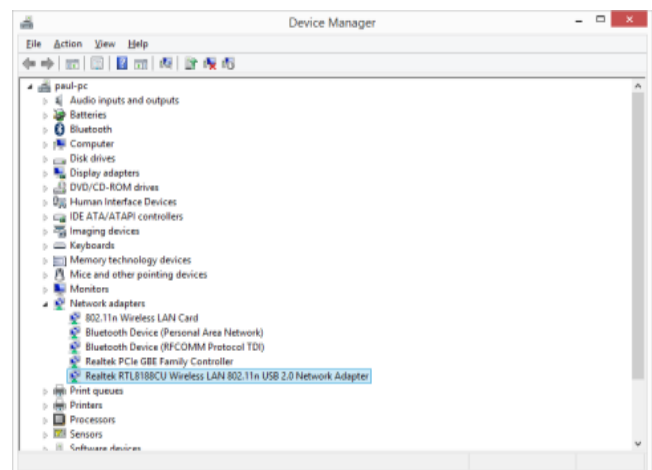 Device Manager
File Action View Help
paul-pc
Audio inputs and outputs
Batteries
Bluetooth
Computer
Disk drives
Display adapters
DVD/CD-ROM drives
Human Interface Devices
IDE ATA/ATAPI controllers
Imaging devices
Keyboards
Memory technology devices
Mice and other pointing devices
Monitors
Network adapters
802.11n Wireless LAN Card
Bluetooth Device (Personal Area Network)
Bluetooth Device (RFCOMM Protocol TDI)
Realtek PCIe GBE Family Controller
Realtek RTL8188CU Wireless LAN 802.11n USB 2.0 Network Adapter
Print queues
Printers
Processors
Sensors
Software devices